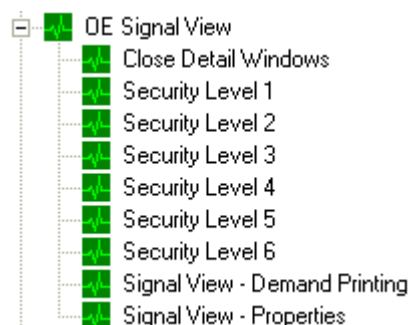 OE Signal View
Close Detail Windows
Security Level 1
Security Level 2
Security Level 3
Security Level 4
Security Level 5
Security Level 6
Signal View - Demand Printing
Signal View - Properties